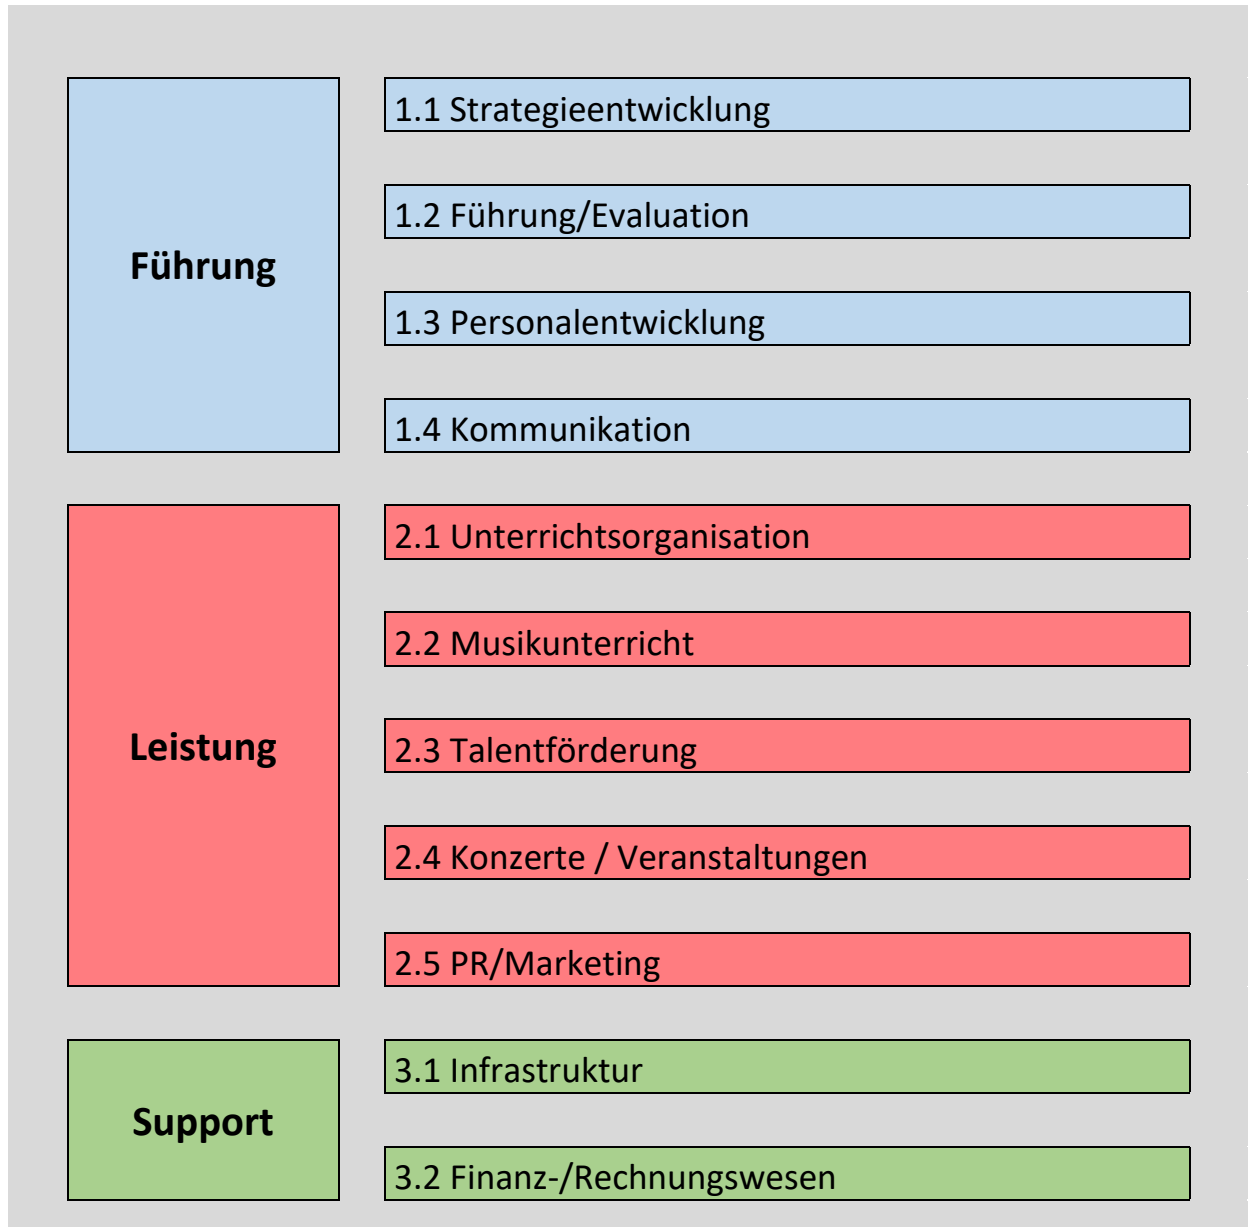 Führung
1.1 Strategieentwicklung
1.2 Führung/Evaluation
1.3 Personalentwicklung
1.4 Kommunikation
Leistung
2.1 Unterrichtsorganisation
2.2 Musikunterricht
2.3 Talentförderung
2.4 Konzerte / Veranstaltungen
2.5 PR/Marketing
Support
3.1 Infrastruktur
3.2 Finanz-/Rechnungswesen